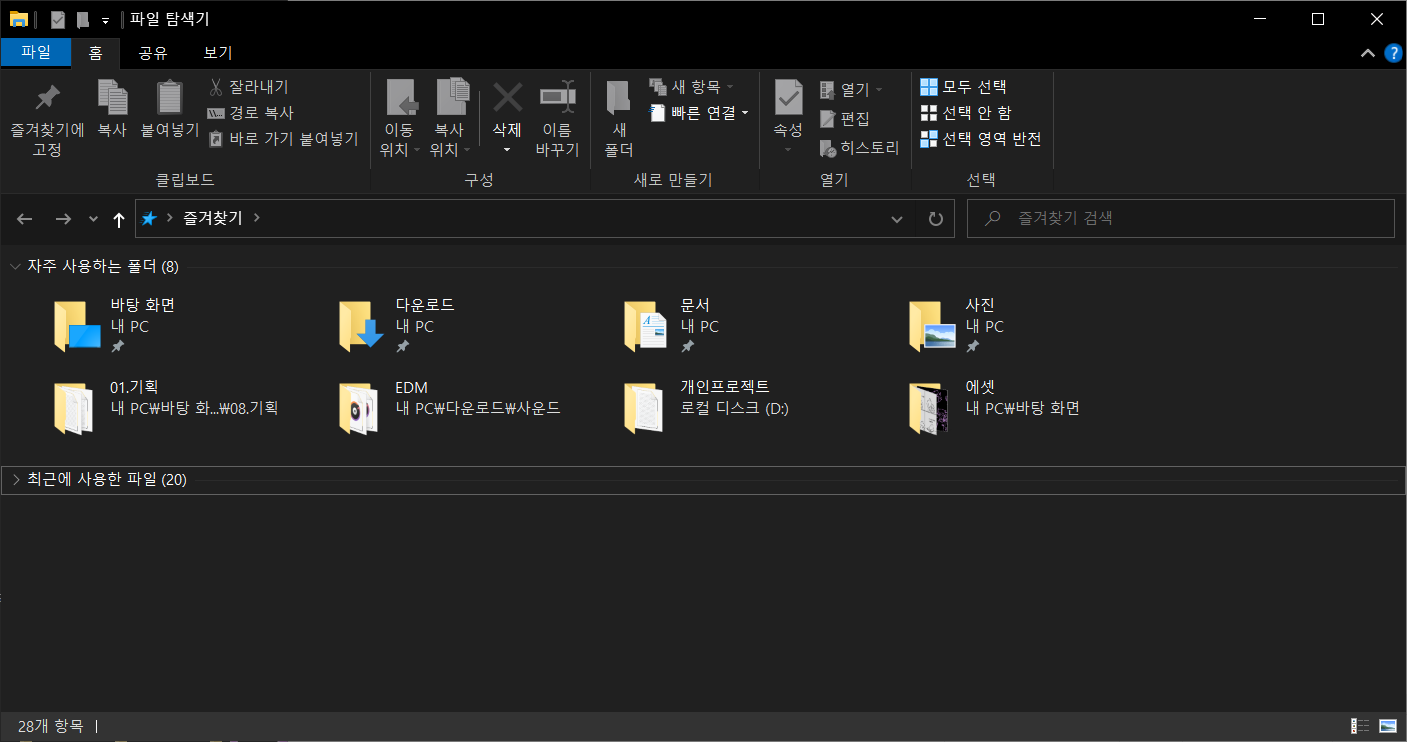 파일 탐색기
파일 홈 공유 보기
즐겨찾기에 고정
복사
붙여넣기
잘라내기
경로 복사
바로 가기 붙여넣기
클립보드
이동 위치
복사 위치
삭제
이름 바꾸기
구성
새 폴더
새 항목
빠른 연결
새로 만들기
속성
열기
편집
히스토리
열기
모두 선택
선택 안 함
선택 영역 반전
선택
즐겨찾기
즐겨찾기 검색
자주 사용하는 폴더 (8)
바탕 화면
내 PC
다운로드
내 PC
문서
내 PC
사진
내 PC
01.기획
내 PC₩바탕 화...₩08.기획
EDM
내 PC₩다운로드₩사운드
개인프로젝트
로컬 디스크 (D:)
에셋
내 PC₩바탕 화면
최근에 사용한 파일 (20)
28개 항목